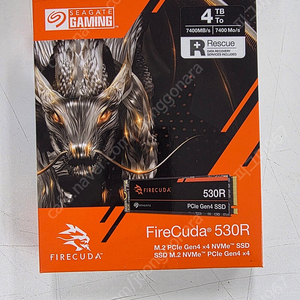 SEAGATE
GAMING
4 TB
To
7400MB/s 7400 Mo/s
Rescue
FIRECUDA
530R
PCIe Gen4 SSD
FIRECUDA®
FireCuda® 530R
M.2 PCIe Gen4 ×4 NVMe™ SSD
SSD M.2 NVMe™ PCIe Gen4 ×4